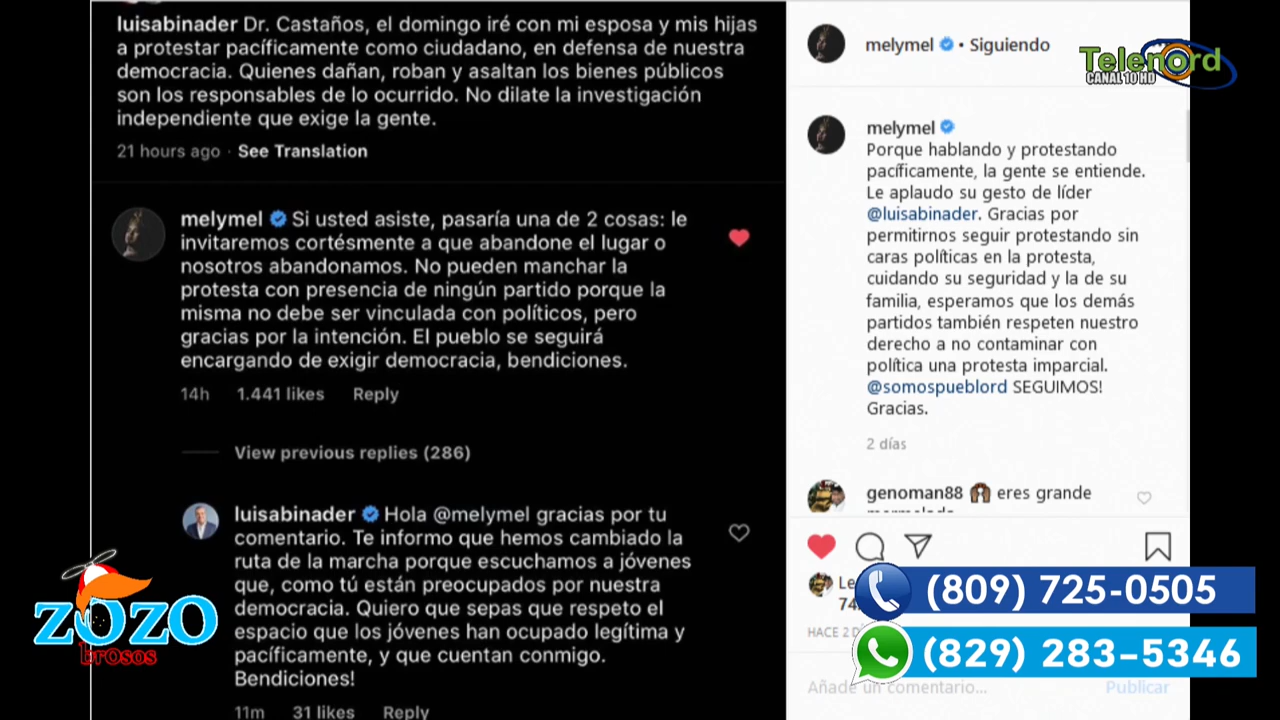 luisabinader Dr. Castaños, el domingo iré con mi esposa y mis hijas
a protestar pacíficamente como ciudadano, en defensa de nuestra
democracia. Quienes dañan, roban y asaltan los bienes públicos
son los responsables de lo ocurrido. No dilate la investigación
independiente que exige la gente.
21 hours ago · See Translation
melymel Si usted asiste, pasaría una de 2 cosas: le
invitaremos cortésmente a que abandone el lugar o
nosotros abandonamos. No pueden manchar la
protesta con presencia de ningún partido porque la
misma no debe ser vinculada con políticos, pero
gracias por la intención. El pueblo se seguirá
encargando de exigir democracia, bendiciones.
14h 1.441 likes Reply
View previous replies (286)
luisabinader Hola @melymel gracias por tu
comentario. Te informo que hemos cambiado la
ruta de la marcha porque escuchamos a jóvenes
que, como tú están preocupados por nuestra
democracia. Quiero que sepas que respeto el
espacio que los jóvenes han ocupado legítima y
pacíficamente, y que cuentan conmigo.
Bendiciones!
11m 31 likes Reply
melymel • Siguiendo
Telenord
CANAL 10 HD
melymel
Porque hablando y protestando
pacíficamente, la gente se entiende.
Le aplaudo su gesto de líder
@luisabinader. Gracias por
permitirnos seguir protestando sin
caras políticas en la protesta,
cuidando su seguridad y la de su
familia, esperamos que los demás
partidos también respeten nuestro
derecho a no contaminar con
política una protesta imparcial.
@somospueblord SEGUIMOS!
Gracias.
2 días
genoman88 eres grande
HACE 2
Añade un comentario... Publicar
ZOZO
brosos
(809) 725-0505
(829) 283-5346